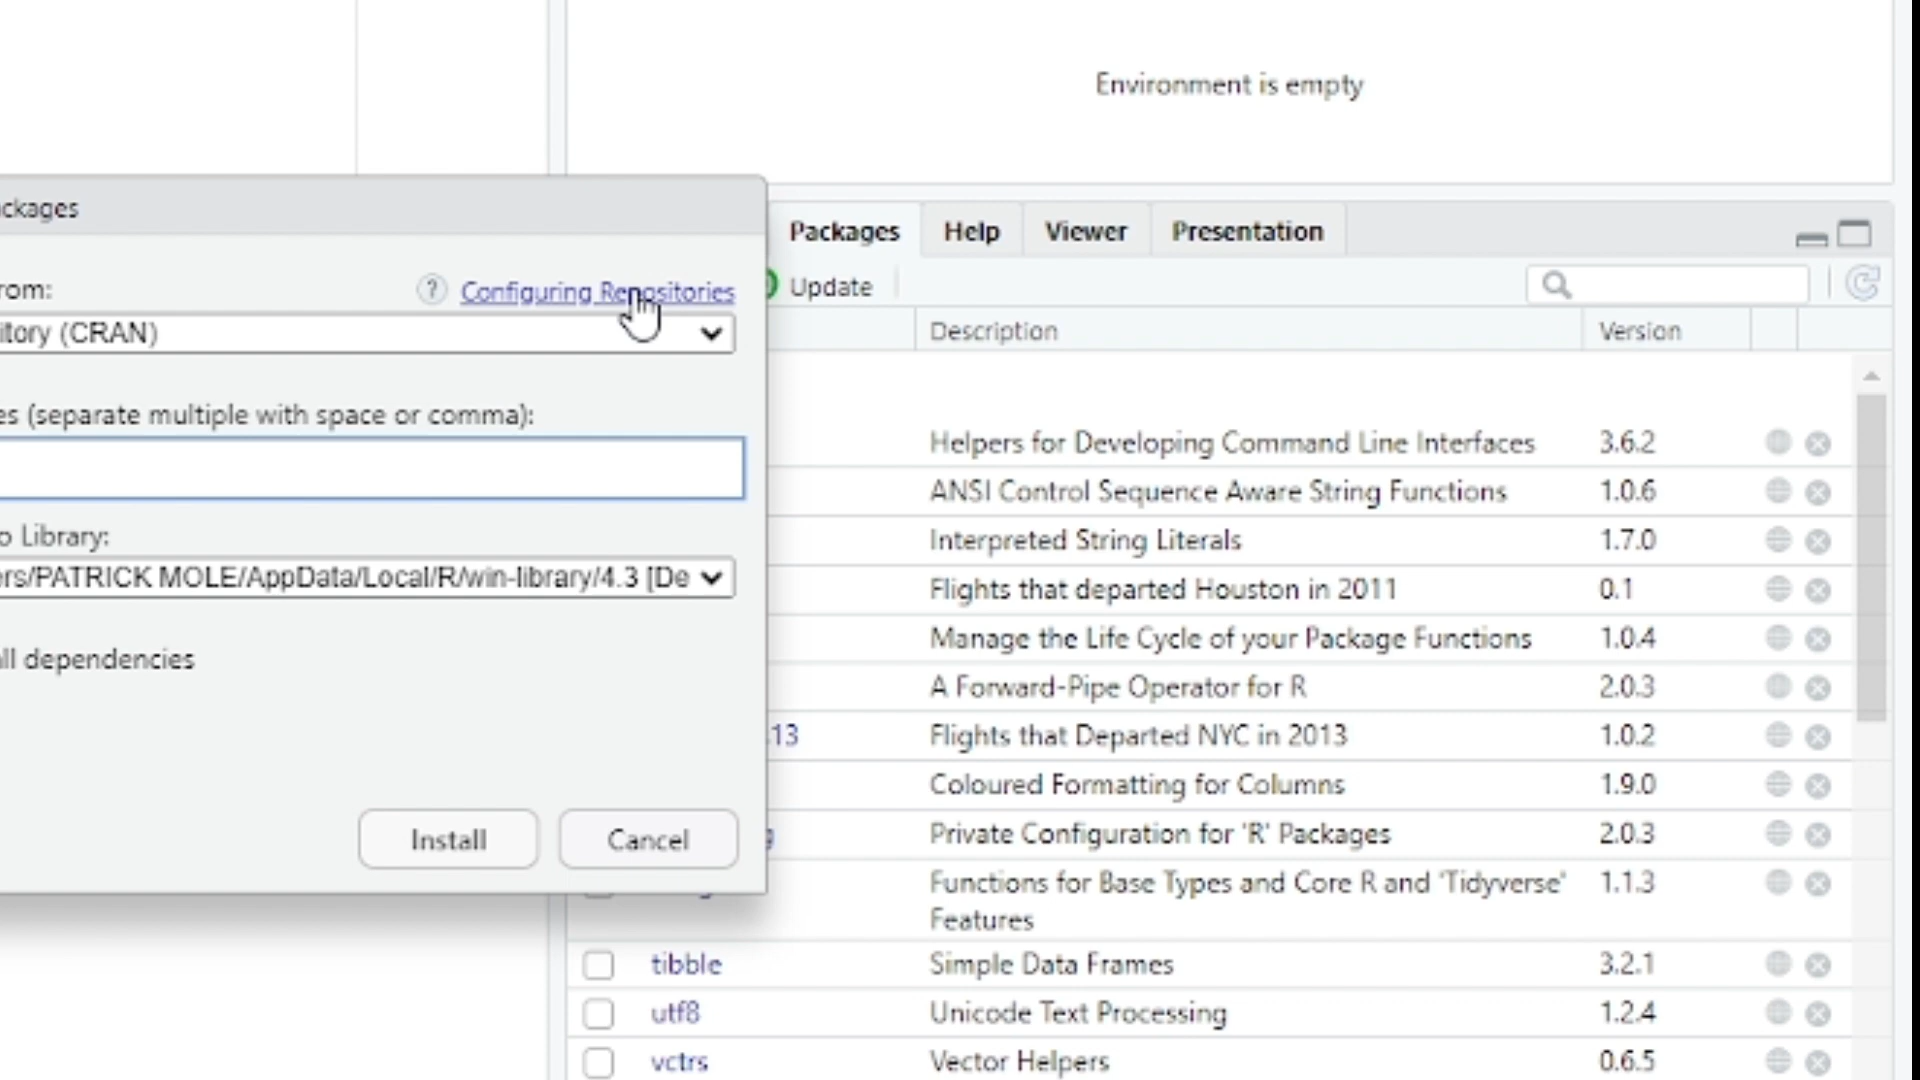 Environment is empty
ckages
Packages
Help
Viewer
Presentation
rom:
? Configuring Repositories
Update
itory (CRAN)
Description
Version
es (separate multiple with space or comma):
Helpers for Developing Command Line Interfaces
3.6.2
ANSI Control Sequence Aware String Functions
1.0.6
o Library:
Interpreted String Literals
1.7.0
ers/PATRICK MOLE/AppData/Local/R/win-library/4.3 [De
Flights that departed Houston in 2011
0.1
Manage the Life Cycle of your Package Functions
1.0.4
all dependencies
A Forward-Pipe Operator for R
2.0.3
13
Flights that Departed NYC in 2013
1.0.2
Coloured Formatting for Columns
1.9.0
Install
Cancel
Private Configuration for 'R' Packages
2.0.3
Functions for Base Types and Core R and 'Tidyverse'
Features
1.1.3
tibble
Simple Data Frames
3.2.1
utf8
Unicode Text Processing
1.2.4
vctrs
Vector Helpers
0.6.5